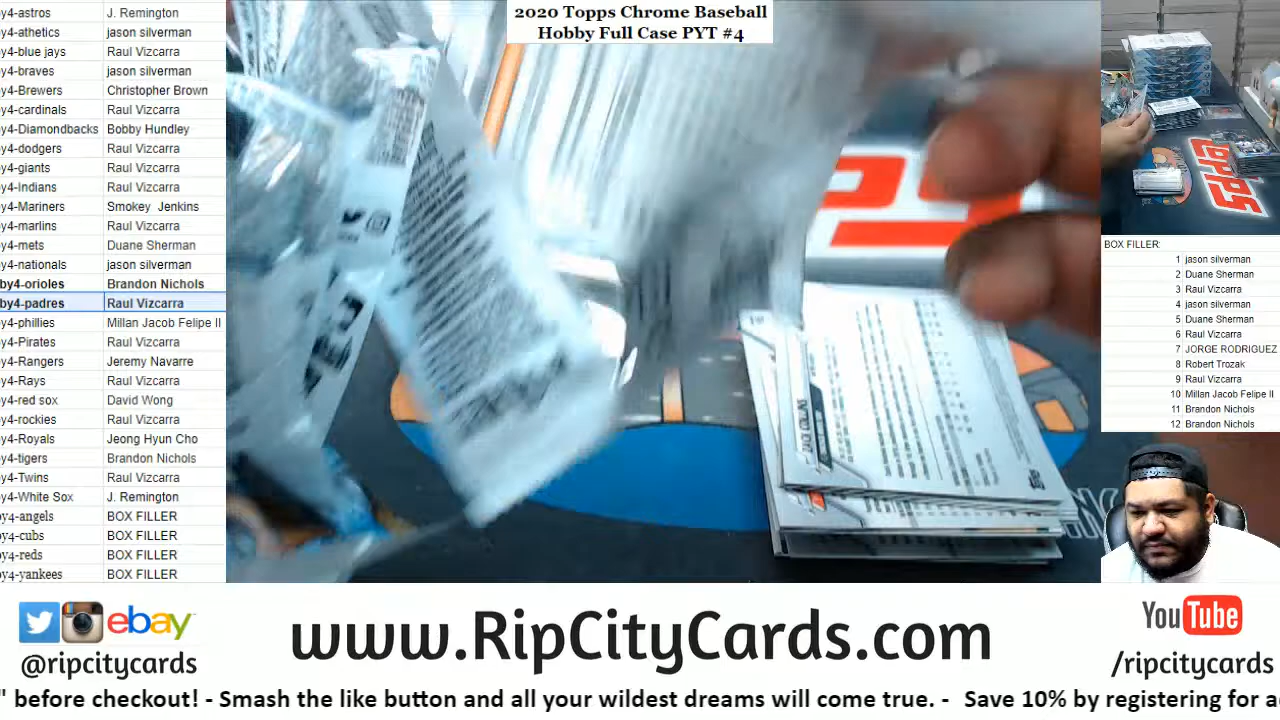 2020 Topps Chrome Baseball
Hobby Full Case PYT #4
y4-astros J. Remington
y4-athetics jason silverman
y4-blue jays Raul Vizcarra
y4-braves jason silverman
y4-Brewers Christopher Brown
y4-cardinals Raul Vizcarra
y4-Diamondbacks Bobby Hundley
y4-dodgers Raul Vizcarra
y4-giants Raul Vizcarra
y4-Indians Raul Vizcarra
y4-Mariners Smokey Jenkins
y4-marlins Raul Vizcarra
y4-mets Duane Sherman
y4-nationals jason silverman
by4-orioles Brandon Nichols
by4-padres Raul Vizcarra
y4-phillies Millan Jacob Felipe II
y4-Pirates Raul Vizcarra
y4-Rangers Jeremy Navarre
y4-Rays Raul Vizcarra
y4-red sox David Wong
y4-rockies Raul Vizcarra
y4-Royals Jeong Hyun Cho
y4-tigers Brandon Nichols
y4-Twins Raul Vizcarra
y4-White Sox J. Remington
y4-angels BOX FILLER
y4-cubs BOX FILLER
y4-reds BOX FILLER
y4-yankees BOX FILLER
TOPPS
BOX FILLER:
1 jason silverman
2 Duane Sherman
3 Raul Vizcarra
4 jason silverman
5 Duane Sherman
6 Raul Vizcarra
7 JORGE RODRIGUEZ
8 Robert Trozak
9 Raul Vizcarra
10 Millan Jacob Felipe II
11 Brandon Nichols
12 Brandon Nichols
ebay
@ripcitycards
www.RipCityCards.com
YouTube
/ripcitycards
" before checkout! - Smash the like button and all your wildest dreams will come true. - Save 10% by registering for a